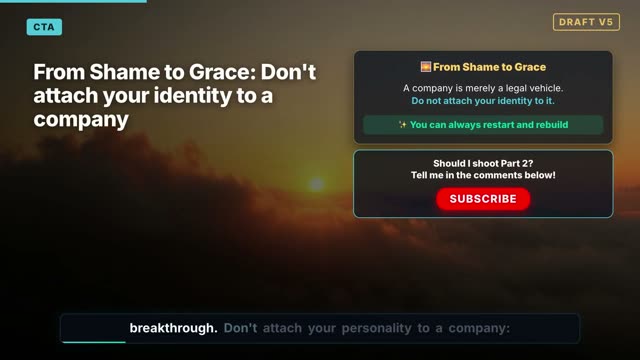 CTA
DRAFT V5
From Shame to Grace: Don't
attach your identity to a
company
🌅 From Shame to Grace
A company is merely a legal vehicle.
Do not attach your identity to it.
✨ You can always restart and rebuild
Should I shoot Part 2?
Tell me in the comments below!
SUBSCRIBE
breakthrough. Don't attach your personality to a company: